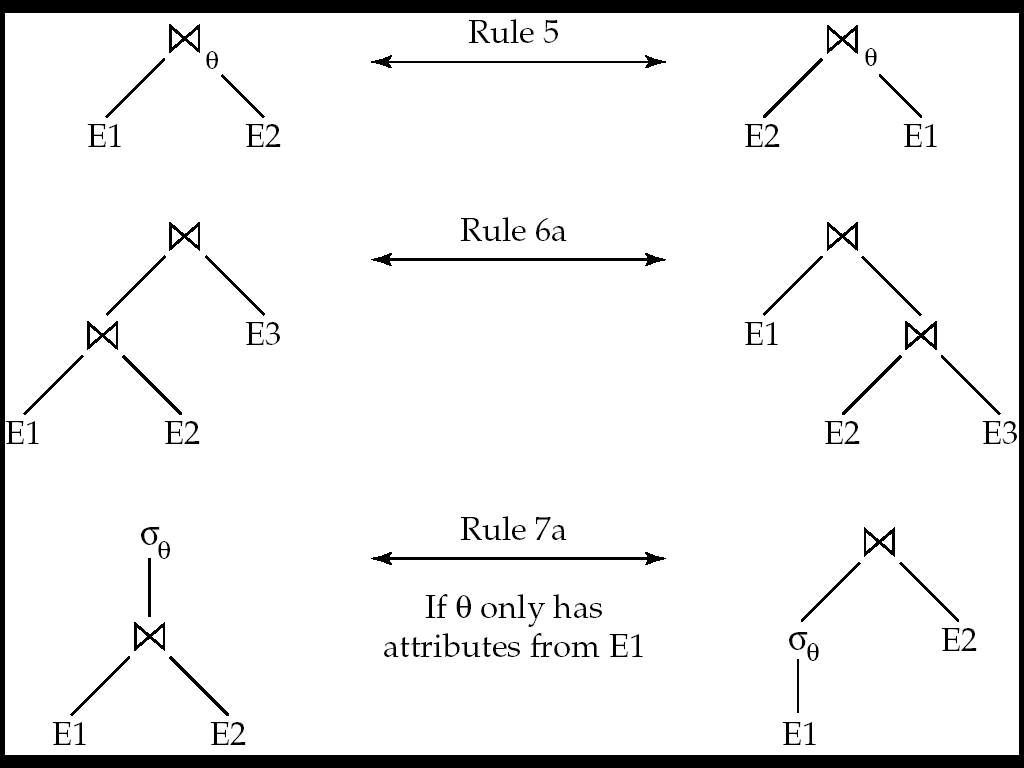 Rule 5
⋈θ ⋈θ
E1 E2 E2 E1
Rule 6a
⋈ ⋈
E3 E1
⋈ ⋈
E1 E2 E2 E3
Rule 7a
σθ ⋈
If θ only has
attributes from E1
⋈ σθ E2
E1 E2 E1